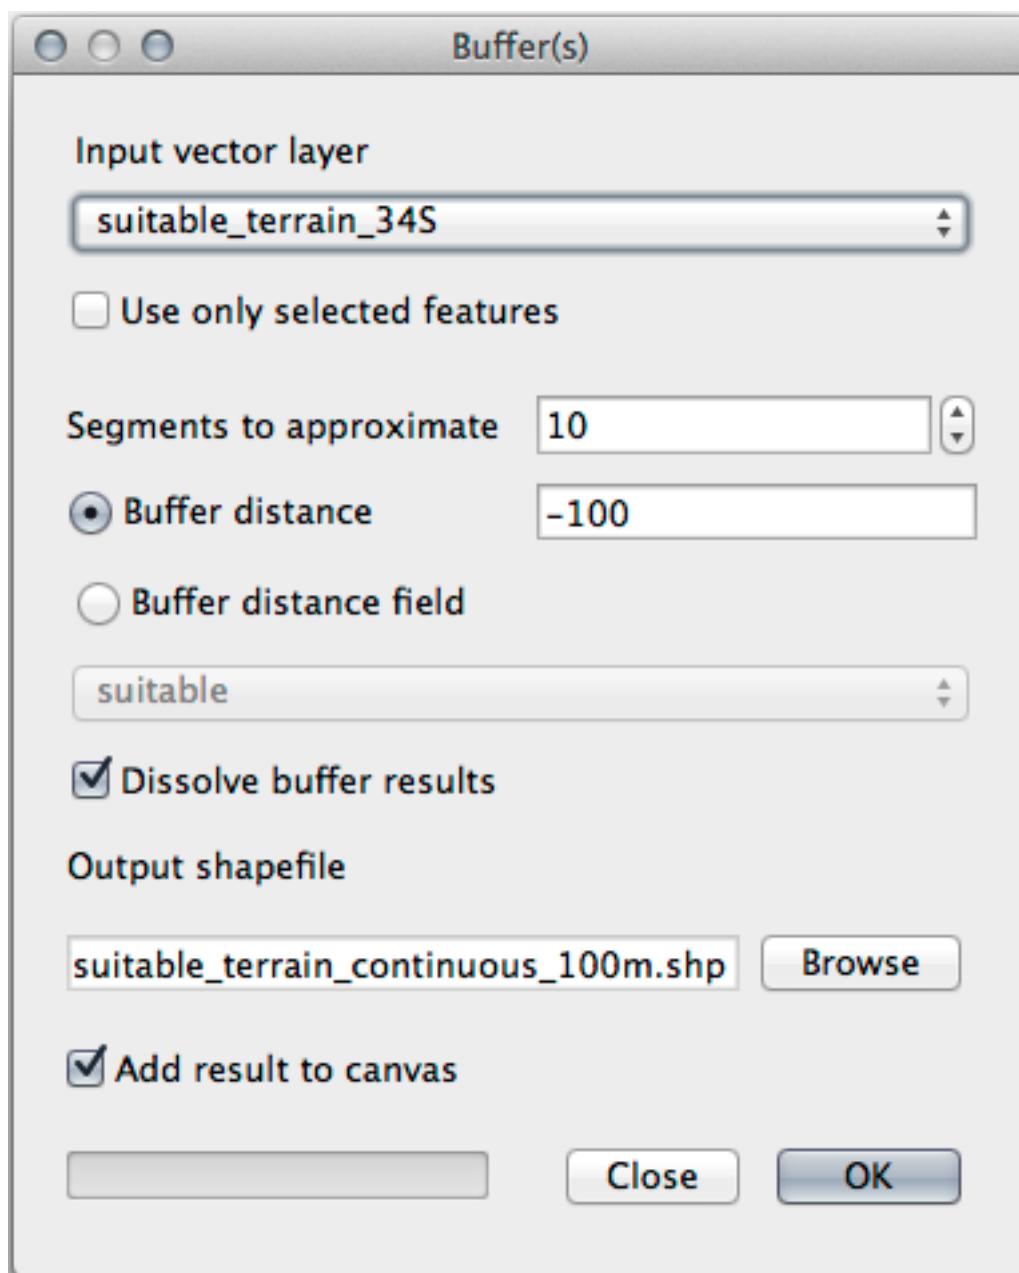 Buffer(s)
Input vector layer
suitable_terrain_34S
Use only selected features
Segments to approximate 10
Buffer distance -100
Buffer distance field
suitable
Dissolve buffer results
Output shapefile
suitable_terrain_continuous_100m.shp Browse
Add result to canvas
Close OK